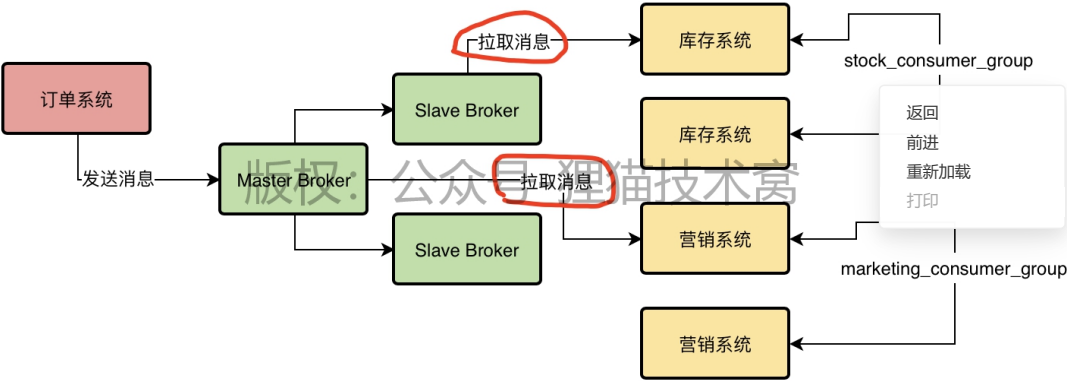 拉取消息
库存系统
stock_consumer_group
订单系统
Slave Broker
返回
库存系统
前进
发送消息
Master Broker
版权：公众号 狸猫技术窝
拉取消息
重新加载
打印
Slave Broker
营销系统
marketing_consumer_group
营销系统